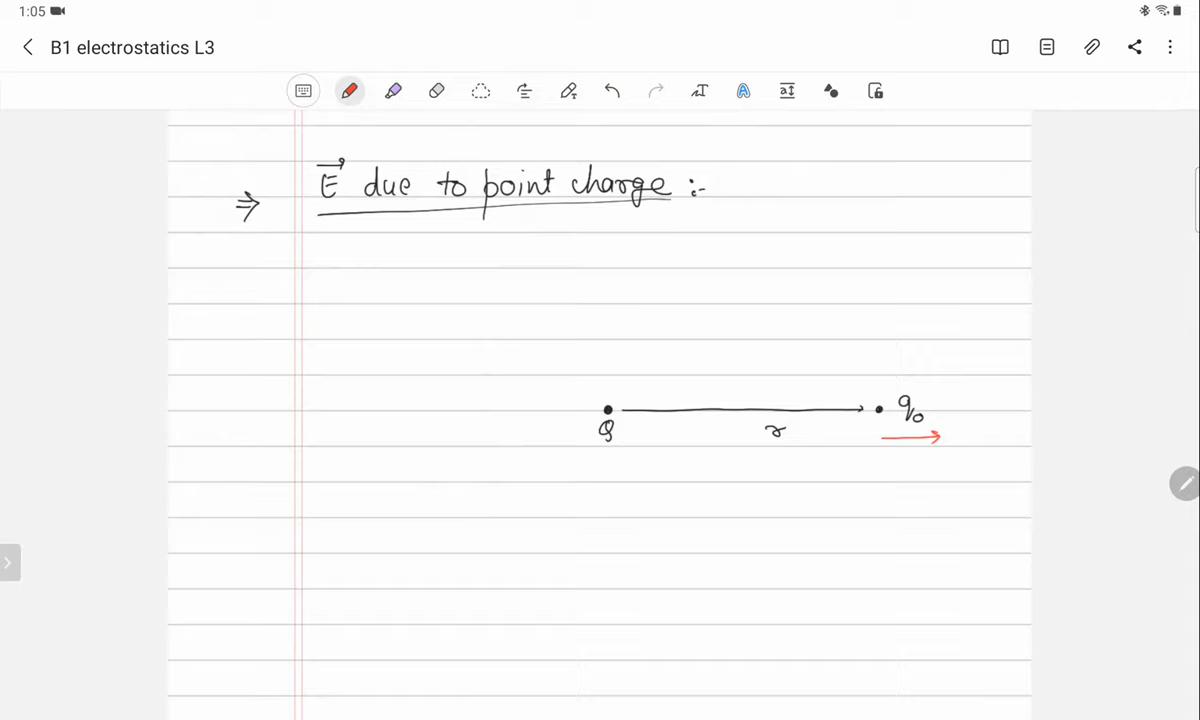 1:05
B1 electrostatics L3
⇒ E⃗ due to point charge :-
Q r q₀